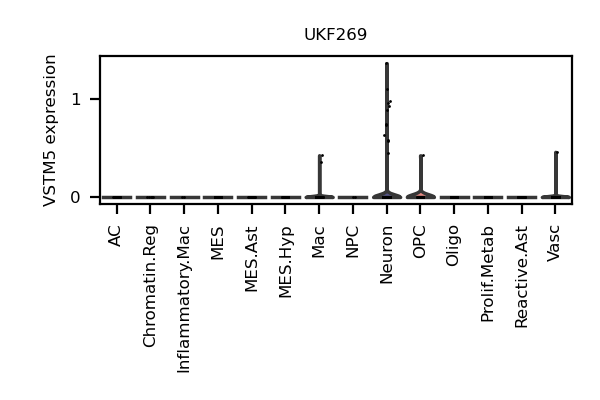 UKF269
VSTM5 expression
1
0
AC
Chromatin.Reg
Inflammatory.Mac
MES
MES.Ast
MES.Hyp
Mac
NPC
Neuron
OPC
Oligo
Prolif.Metab
Reactive.Ast
Vasc